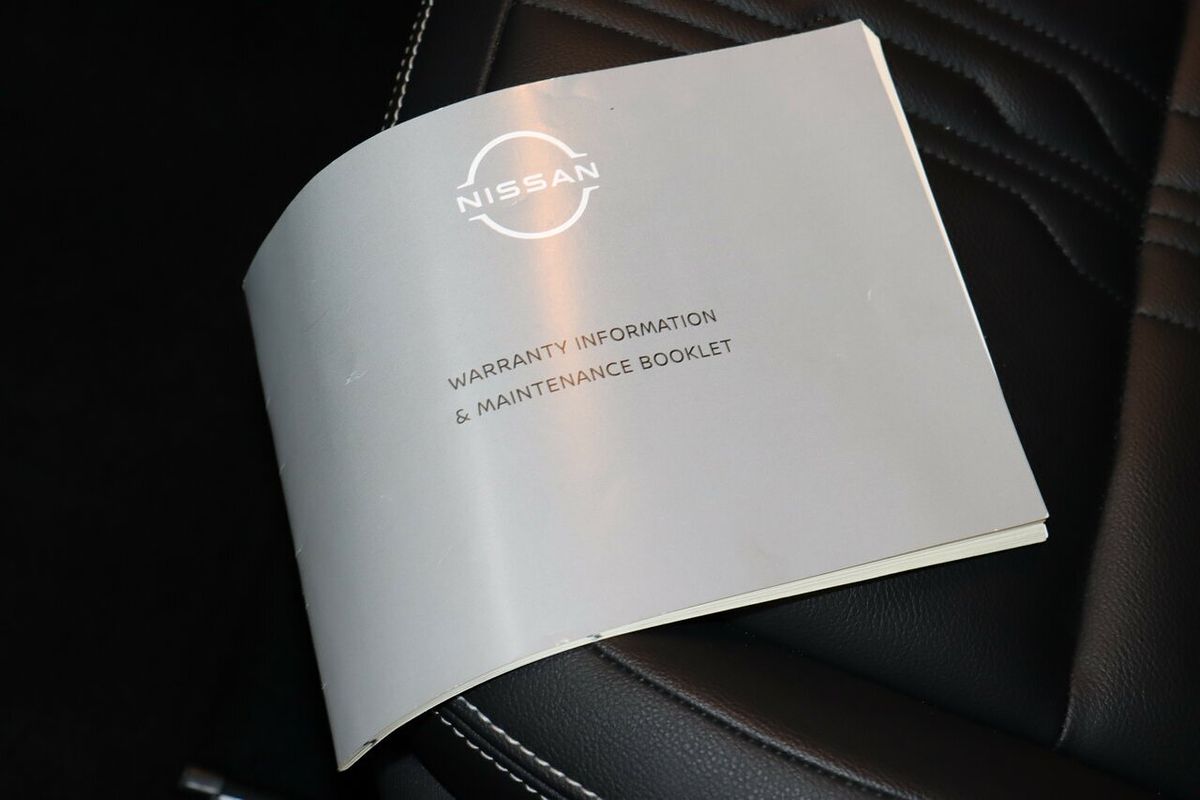 NISSAN
WARRANTY INFORMATION
& MAINTENANCE BOOKLET